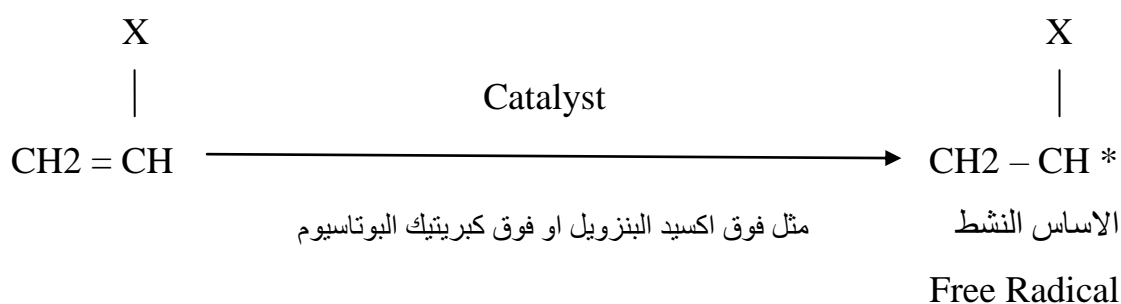 X X
Catalyst
CH2 = CH CH2 – CH *
مثل فوق اكسيد البنزويل او فوق كبريتيك البوتاسيوم الاساس النشط
Free Radical